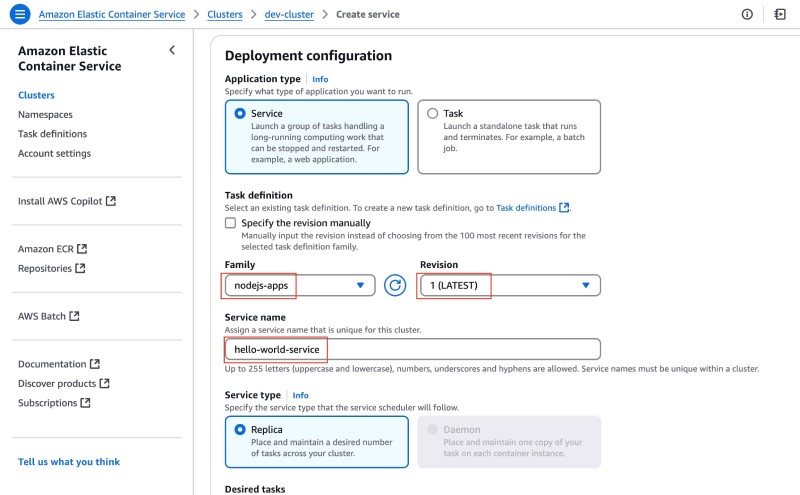 Amazon Elastic Container Service > Clusters > dev-cluster > Create service
Amazon Elastic
Container Service
Clusters
Namespaces
Task definitions
Account settings
Install AWS Copilot
Amazon ECR
Repositories
AWS Batch
Documentation
Discover products
Subscriptions
Tell us what you think
Deployment configuration
Application type | Info
Specify what type of application you want to run.
Service
Launch a group of tasks handling a
long-running computing work that
can be stopped and restarted. For
example, a web application.
Task
Launch a standalone task that runs
and terminates. For example, a batch
job.
Task definition
Select an existing task definition. To create a new task definition, go to Task definitions.
Specify the revision manually
Manually input the revision instead of choosing from the 100 most recent revisions for the
selected task definition family.
Family
nodejs-apps
Revision
1 (LATEST)
Service name
Assign a service name that is unique for this cluster.
hello-world-service
Up to 255 letters (uppercase and lowercase), numbers, underscores and hyphens are allowed. Service names must be unique within a cluster.
Service type | Info
Specify the service type that the service scheduler will follow.
Replica
Place and maintain a desired number
of tasks across your cluster.
Daemon
Place and maintain one copy of your
task on each container instance.
Desired tasks